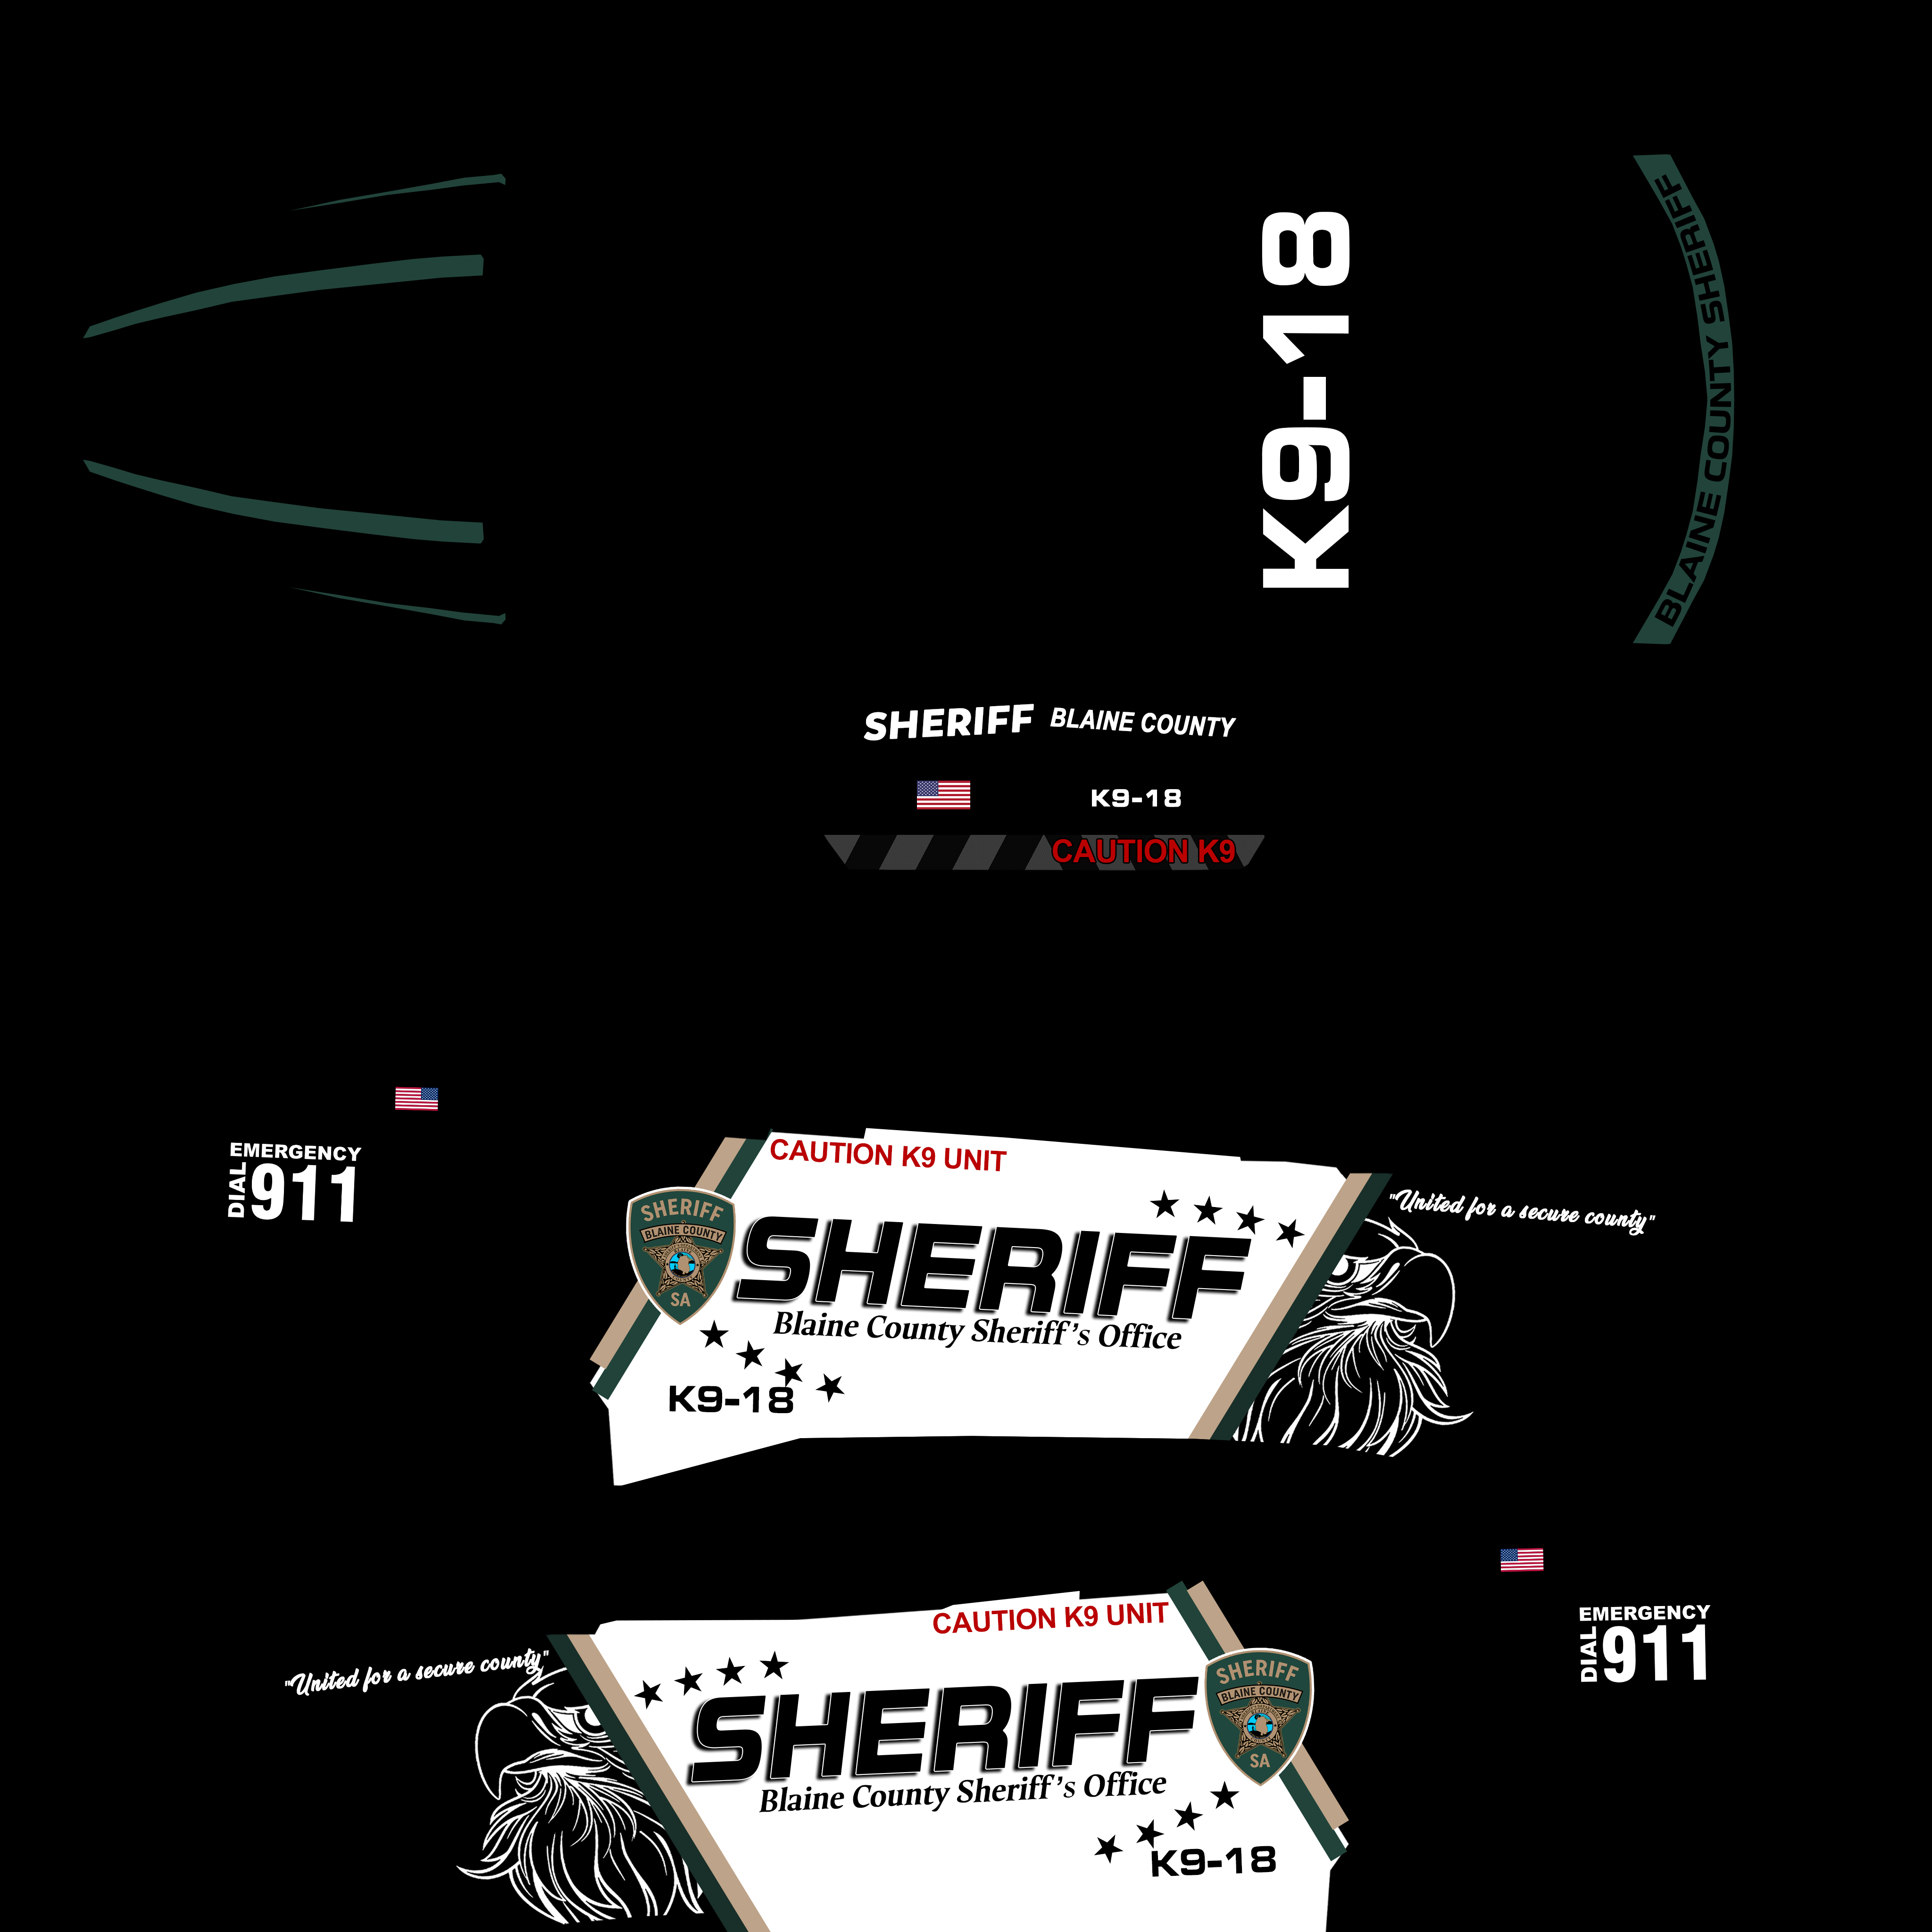 K9-18
BLAINE COUNTY SHERIFF
SHERIFF
BLAINE COUNTY
K9-18
CAUTION K9
EMERGENCY
DIAL
911
CAUTION K9 UNIT
"United for a secure county"
SHERIFF
BLAINE COUNTY
SA
SHERIFF
Blaine County Sheriff's Office
K9-18
EMERGENCY
DIAL
911
CAUTION K9 UNIT
"United for a secure county"
SHERIFF
Blaine County Sheriff's Office
SHERIFF
BLAINE COUNTY
SA
K9-18